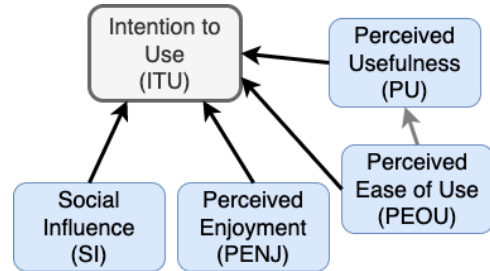 Intention to
Use
(ITU)
Perceived
Usefulness
(PU)
Social
Influence
(SI)
Perceived
Enjoyment
(PENJ)
Perceived
Ease of Use
(PEOU)